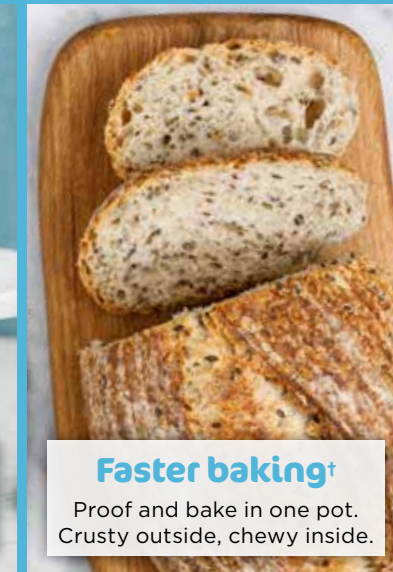 Faster baking†
Proof and bake in one pot.
Crusty outside, chewy inside.